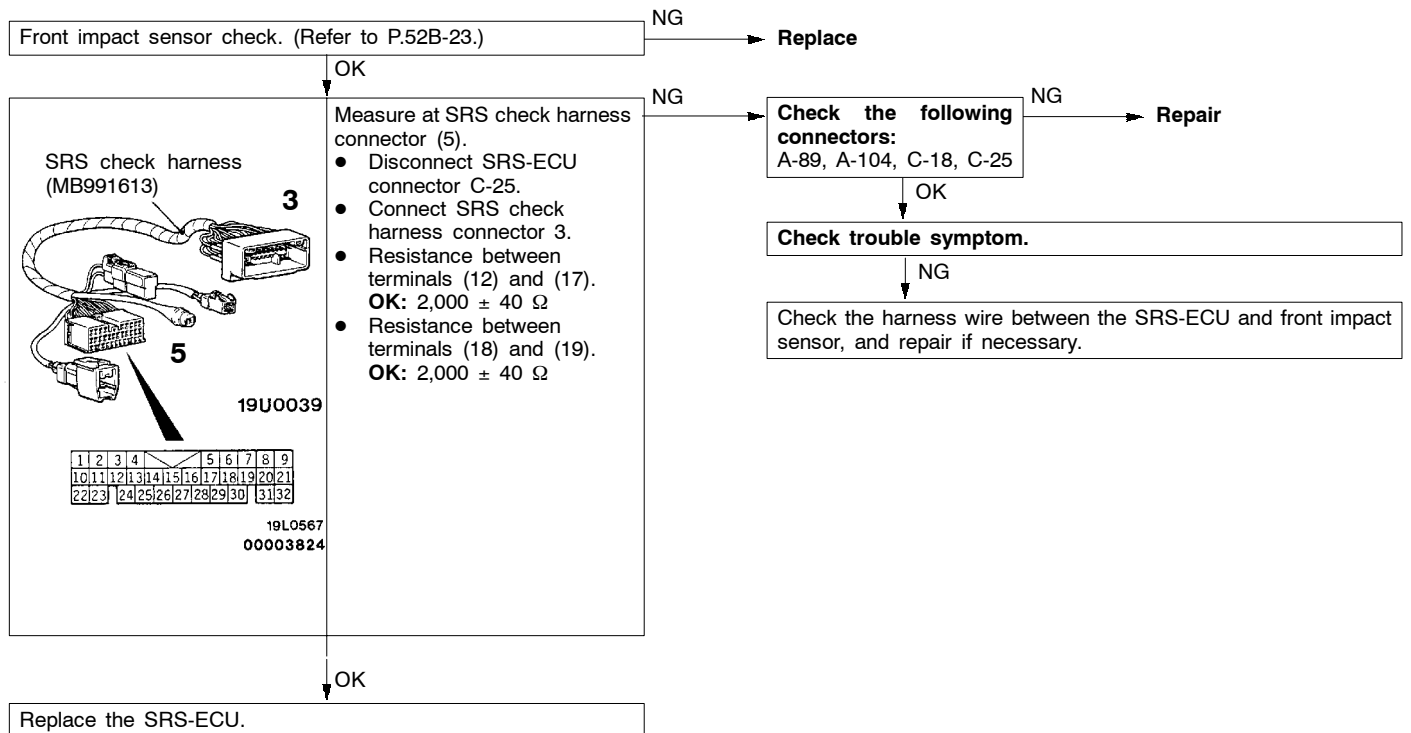 Front impact sensor check. (Refer to P.52B-23.)
NG
Replace
OK
SRS check harness
(MB991613)
3
5
19U0039
1 2 3 4 5 6 7 8 9
10 11 12 13 14 15 16 17 18 19 20 21
22 23 24 25 26 27 28 29 30 31 32
19L0567
00003824
Measure at SRS check harness
connector (5).
● Disconnect SRS-ECU
connector C-25.
● Connect SRS check
harness connector 3.
● Resistance between
terminals (12) and (17).
OK: 2,000 ± 40 Ω
● Resistance between
terminals (18) and (19).
OK: 2,000 ± 40 Ω
NG
Check the following
connectors:
A-89, A-104, C-18, C-25
NG
Repair
OK
Check trouble symptom.
NG
Check the harness wire between the SRS-ECU and front impact
sensor, and repair if necessary.
OK
Replace the SRS-ECU.